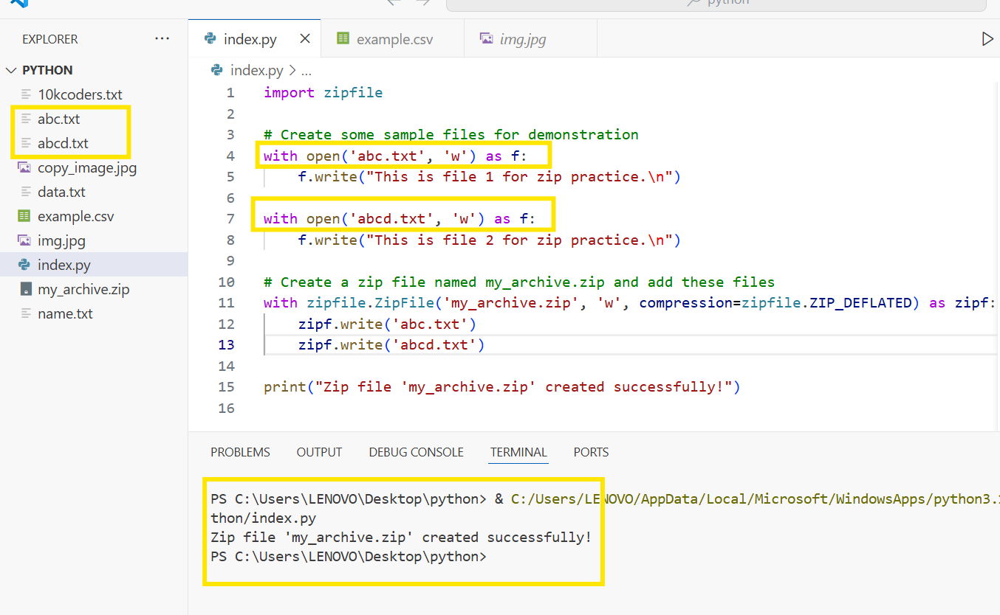 python
EXPLORER ...
PYTHON
10kcoders.txt
abc.txt
abcd.txt
copy_image.jpg
data.txt
example.csv
img.jpg
index.py
my_archive.zip
name.txt
index.py example.csv img.jpg
index.py > ...
1 import zipfile
2
3 # Create some sample files for demonstration
4 with open('abc.txt', 'w') as f:
5 f.write("This is file 1 for zip practice.\n")
6
7 with open('abcd.txt', 'w') as f:
8 f.write("This is file 2 for zip practice.\n")
9
10 # Create a zip file named my_archive.zip and add these files
11 with zipfile.ZipFile('my_archive.zip', 'w', compression=zipfile.ZIP_DEFLATED) as zipf:
12 zipf.write('abc.txt')
13 zipf.write('abcd.txt')
14
15 print("Zip file 'my_archive.zip' created successfully!")
16
PROBLEMS OUTPUT DEBUG CONSOLE TERMINAL PORTS
PS C:\Users\LENOVO\Desktop\python> & C:/Users/LENOVO/AppData/Local/Microsoft/WindowsApps/python3.
thon/index.py
Zip file 'my_archive.zip' created successfully!
PS C:\Users\LENOVO\Desktop\python>